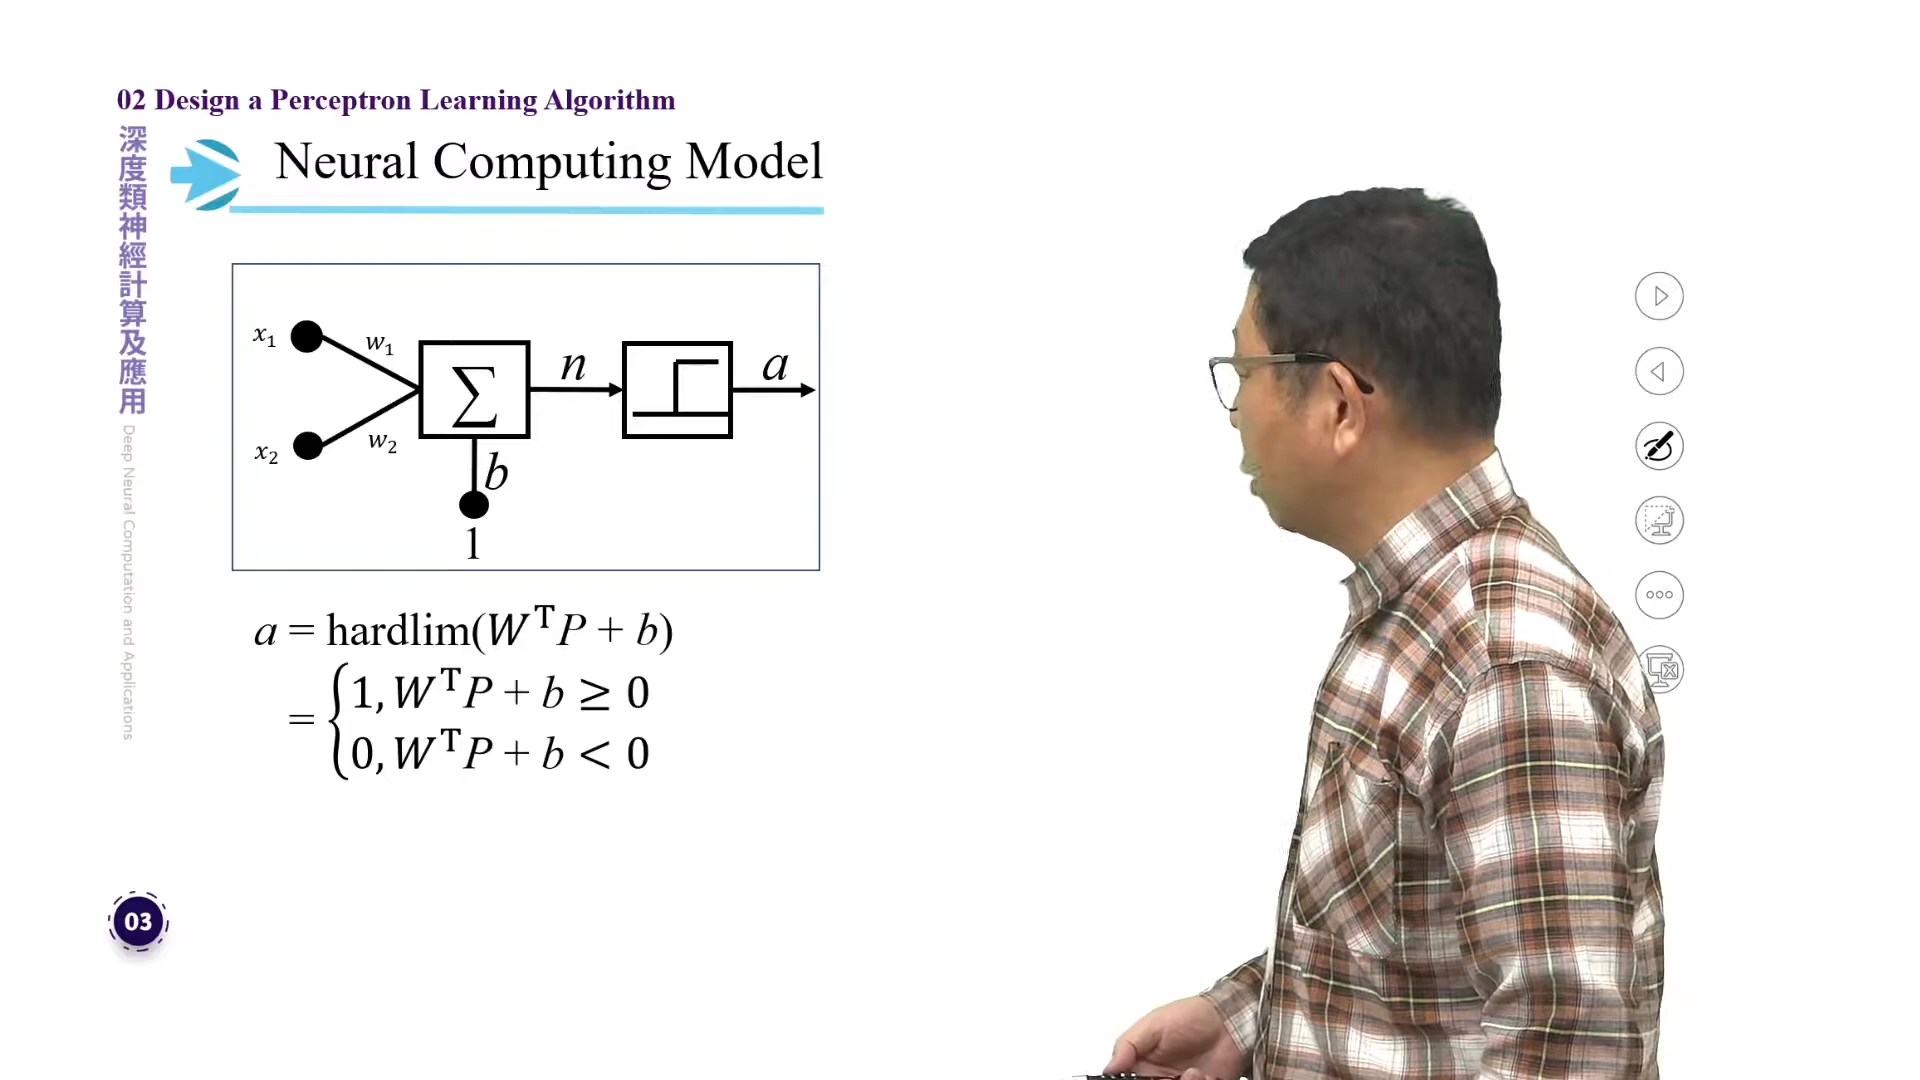 02 Design a Perceptron Learning Algorithm
深度類神經計算及應用
Deep Neural Computation and Applications
Neural Computing Model
x₁
w₁
x₂
w₂
∑
n
a
b
1
a = hardlim(WᵀP + b)
= {1, WᵀP + b ≥ 0
0, WᵀP + b < 0
03